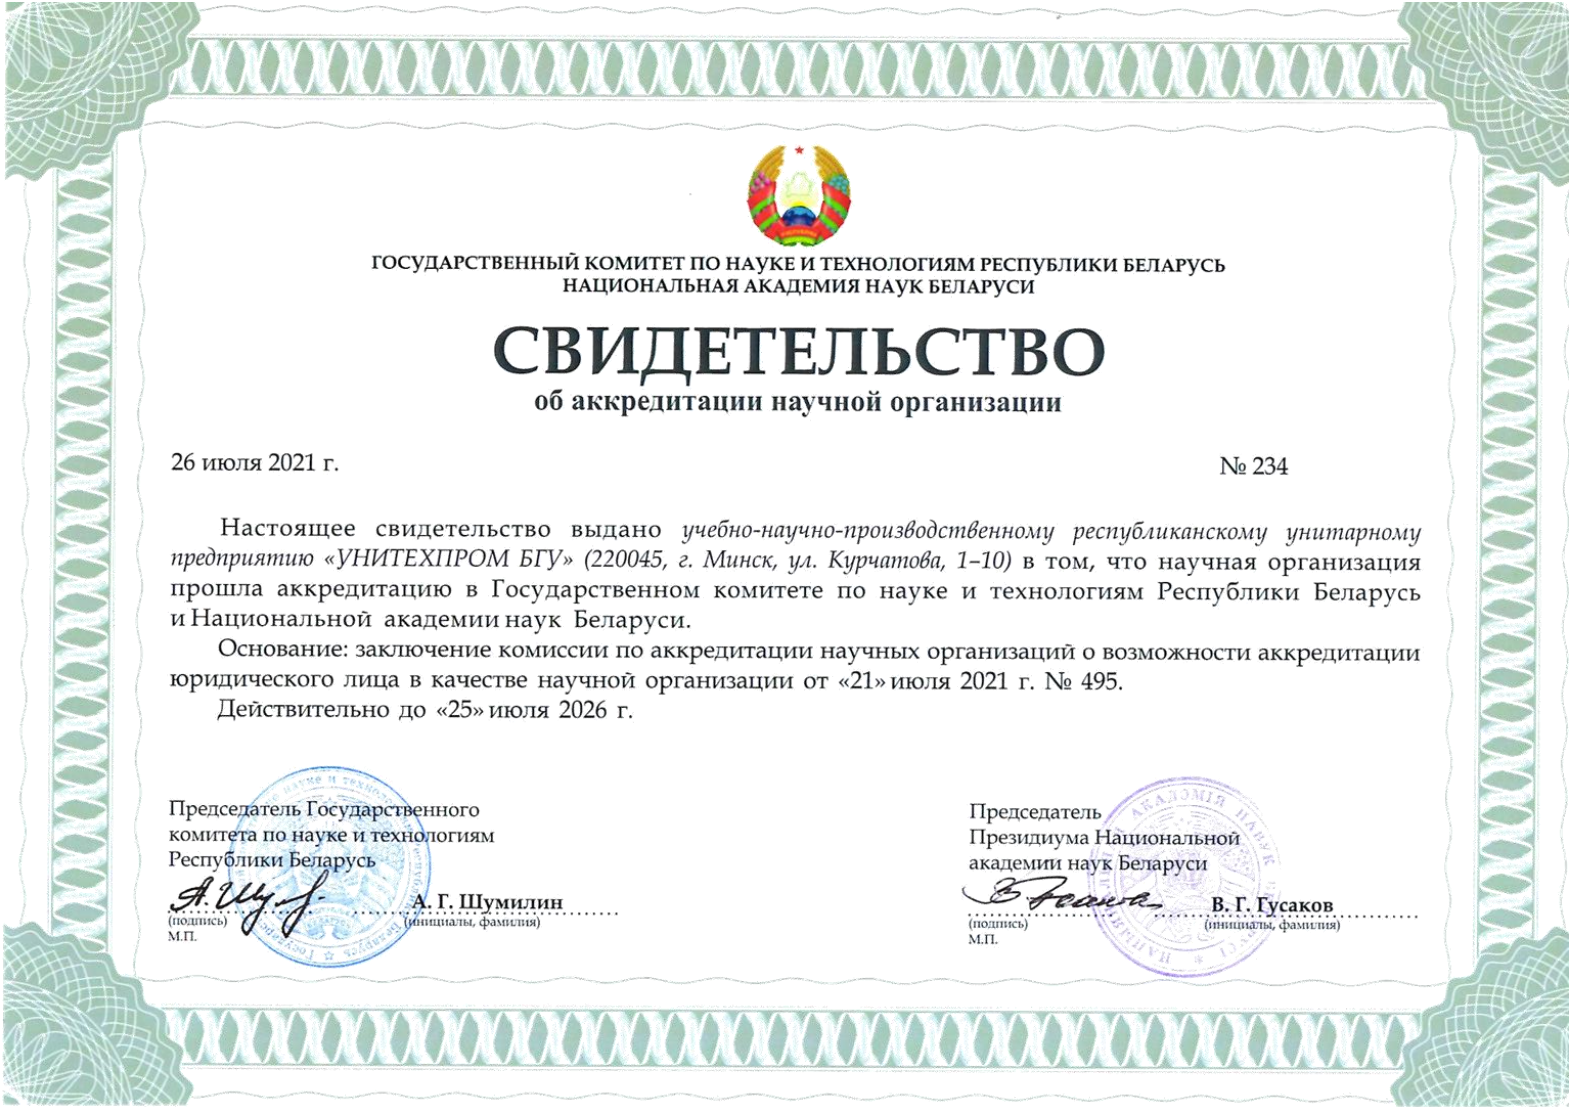 ГОСУДАРСТВЕННЫЙ КОМИТЕТ ПО НАУКЕ И ТЕХНОЛОГИЯМ РЕСПУБЛИКИ БЕЛАРУСЬ
НАЦИОНАЛЬНАЯ АКАДЕМИЯ НАУК БЕЛАРУСИ
СВИДЕТЕЛЬСТВО
об аккредитации научной организации
26 июля 2021 г.
№ 234
Настоящее свидетельство выдано учебно-научно-производственному республиканскому унитарному
предприятию «УНИТЕХПРОМ БГУ» (220045, г. Минск, ул. Курчатова, 1–10) в том, что научная организация
прошла аккредитацию в Государственном комитете по науке и технологиям Республики Беларусь
и Национальной академии наук Беларуси.
Основание: заключение комиссии по аккредитации научных организаций о возможности аккредитации
юридического лица в качестве научной организации от «21» июля 2021 г. № 495.
Действительно до «25» июля 2026 г.
Председатель Государственного
комитета по науке и технологиям
Республики Беларусь
А. Г. Шумилин
(подпись)
(инициалы, фамилия)
М.П.
Председатель
Президиума Национальной
академии наук Беларуси
В. Г. Гусаков
(подпись)
(инициалы, фамилия)
М.П.